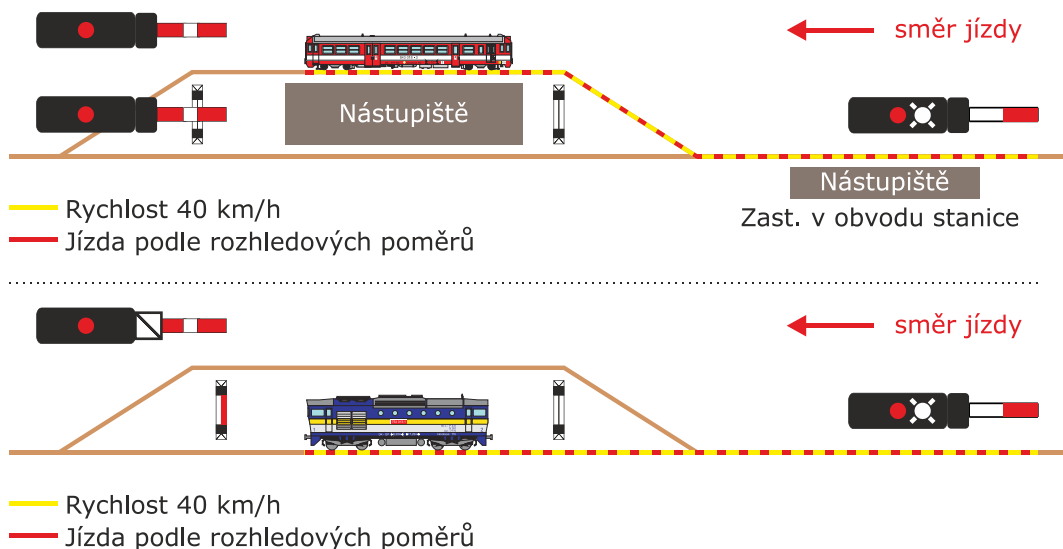 směr jízdy
Nástupiště
Nástupiště
Zast. v obvodu stanice
Rychlost 40 km/h
Jízda podle rozhledových poměrů
směr jízdy
Rychlost 40 km/h
Jízda podle rozhledových poměrů